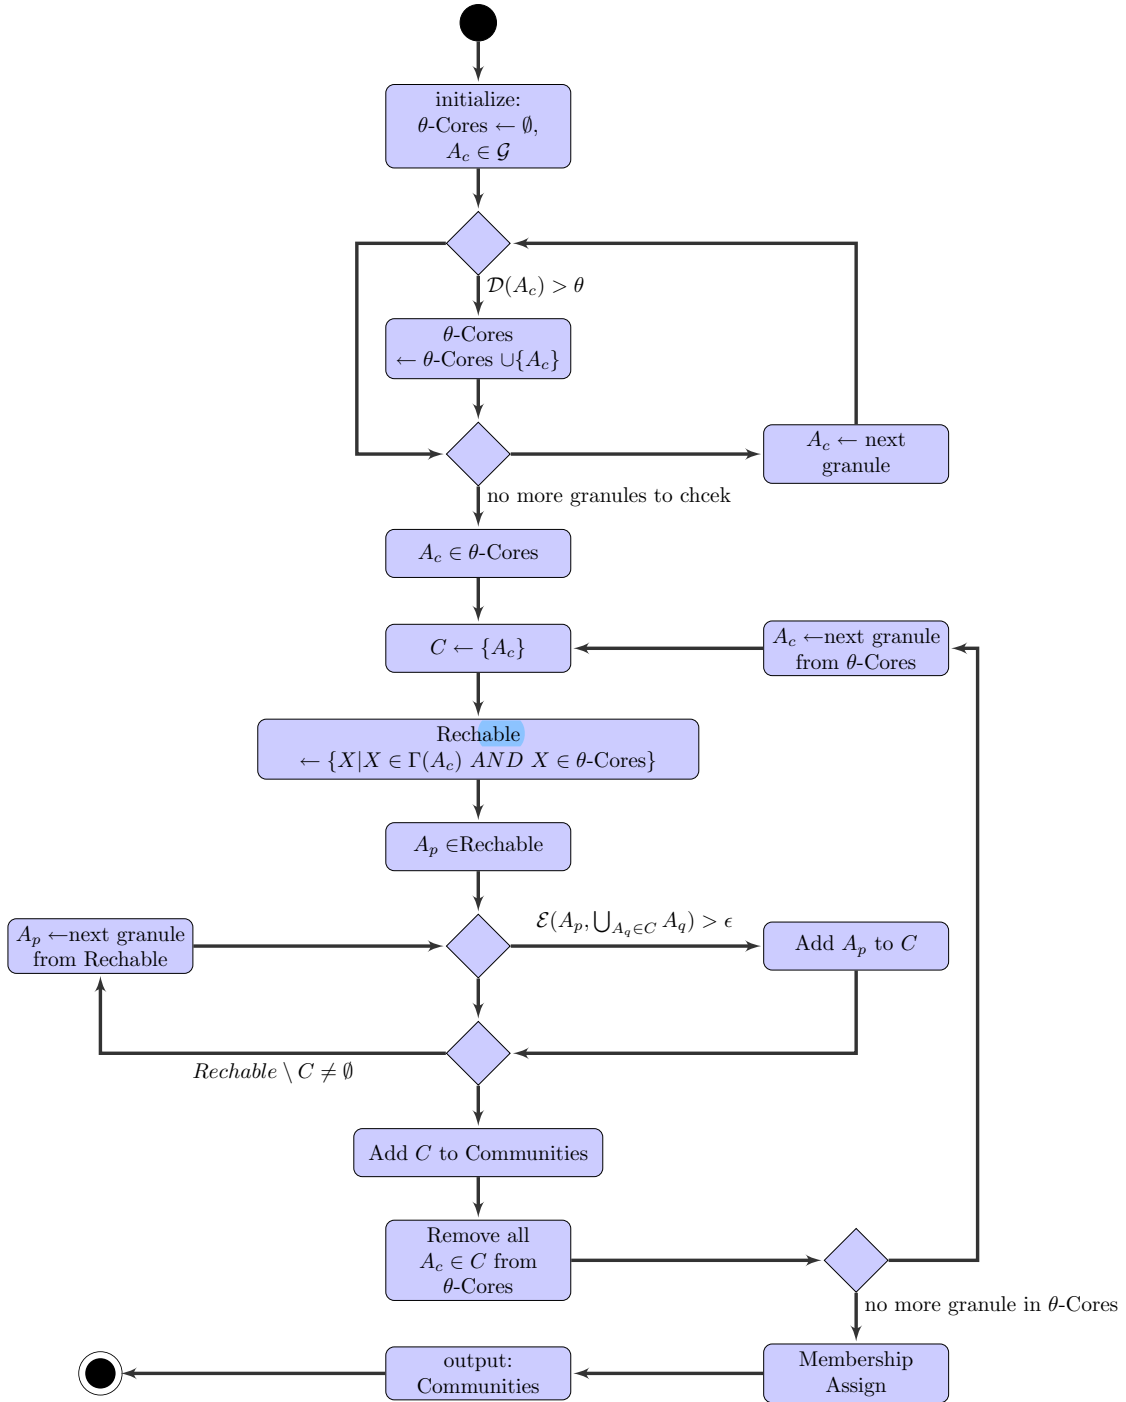 initialize:
θ-Cores ← ∅,
A_c ∈ 𝒢
𝒟(A_c) > θ
θ-Cores
← θ-Cores ∪{A_c}
A_c ← next
granule
no more granules to chcek
A_c ∈ θ-Cores
C ← {A_c}
A_c ←next granule
from θ-Cores
Rechable
← {X|X ∈ Γ(A_c) AND X ∈ θ-Cores}
A_p ∈Rechable
A_p ←next granule
from Rechable
ℰ(A_p, ⋃_{A_q∈C} A_q) > ϵ
Add A_p to C
Rechable \ C ≠ ∅
Add C to Communities
Remove all
A_c ∈ C from
θ-Cores
no more granule in θ-Cores
Membership
Assign
output:
Communities